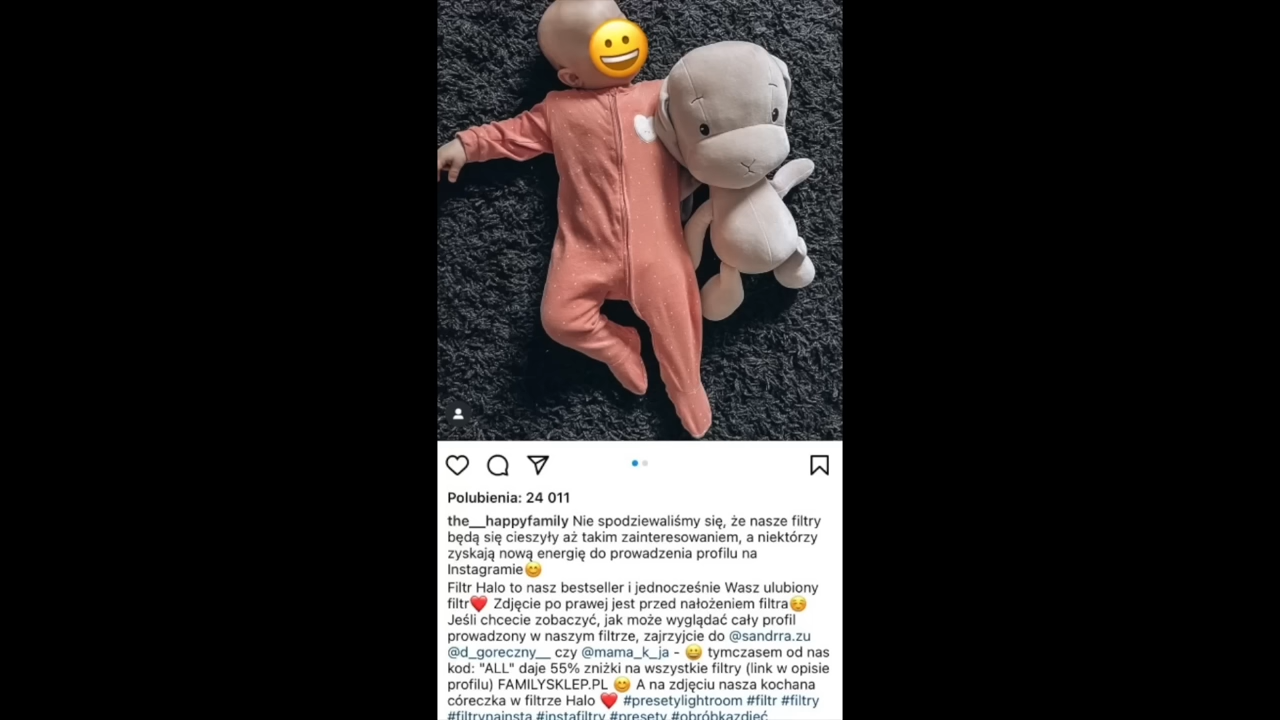 Polubienia: 24 011
the__happyfamily Nie spodziewaliśmy się, że nasze filtry
będą się cieszyły aż takim zainteresowaniem, a niektórzy
zyskają nową energię do prowadzenia profilu na
Instagramie😊
Filtr Halo to nasz bestseller i jednocześnie Wasz ulubiony
filtr❤️ Zdjęcie po prawej jest przed nałożeniem filtra☺️
Jeśli chcecie zobaczyć, jak może wyglądać cały profil
prowadzony w naszym filtrze, zajrzyjcie do @sandrra.zu
@d_goreczny__ czy @mama_k_ja - 😄 tymczasem od nas
kod: "ALL" daje 55% zniżki na wszystkie filtry (link w opisie
profilu) FAMILYSKLEP.PL 😊 A na zdjęciu nasza kochana
córeczka w filtrze Halo ❤️ #presetylightroom #filtr #filtry
#filtrynainsta #instafiltry #presety #obróbkazdjęć